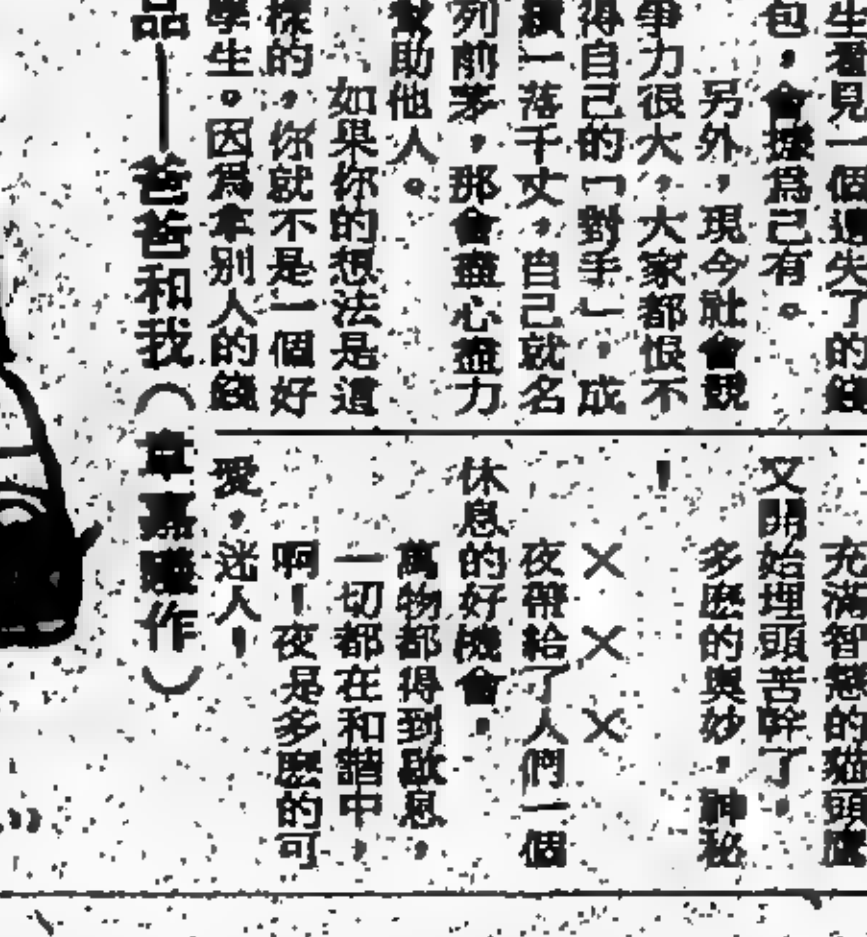 生看見一個遺失了的錢
包，會據爲己有。
另外，現今社會競
爭力很大，大家都恨不
得自己的「對手」，成
績一落千丈，自己就名
列前茅，那會盡心盡力
幫助他人。
如果你的想法是這
樣的，你就不是一個好
學生。因爲拿別人的錢
充滿智慧的貓頭鷹
又開始埋頭苦幹了，
多麽的奧妙，神秘
！
× × ×
夜帶給了人們一個
休息的好機會，
萬物都得到歇息，
一切都在和諧中，
啊！夜是多麽的可
愛，迷人！
品——爸爸和我（韋嘉 作）